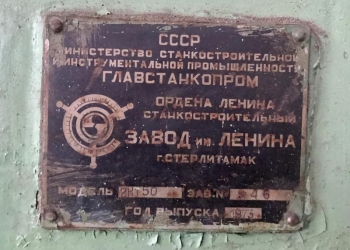 СССР
МИНИСТЕРСТВО СТАНКОСТРОИТЕЛЬНОЙ
И ИНСТРУМЕНТАЛЬНОЙ ПРОМЫШЛЕННОСТИ
ГЛАВСТАНКОПРОМ
ОРДЕНА ЛЕНИНА
СТАНКОСТРОИТЕЛЬНЫЙ
ЗАВОД им. ЛЕНИНА
г. СТЕРЛИТАМАК
МОДЕЛЬ ЗАВ. №
ГОД ВЫПУСКА